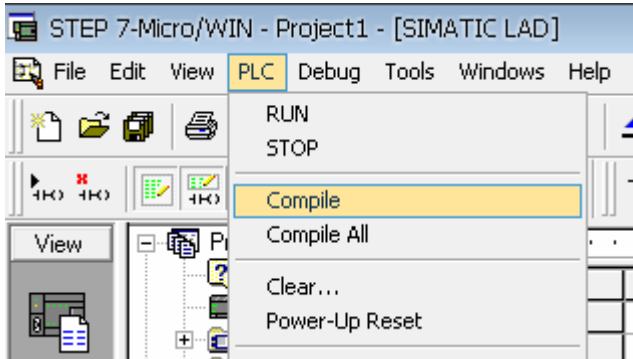 STEP 7-Micro/WIN - Project1 - [SIMATIC LAD]
File Edit View PLC Debug Tools Windows Help
RUN
STOP
Compile
Compile All
View
Clear...
Power-Up Reset